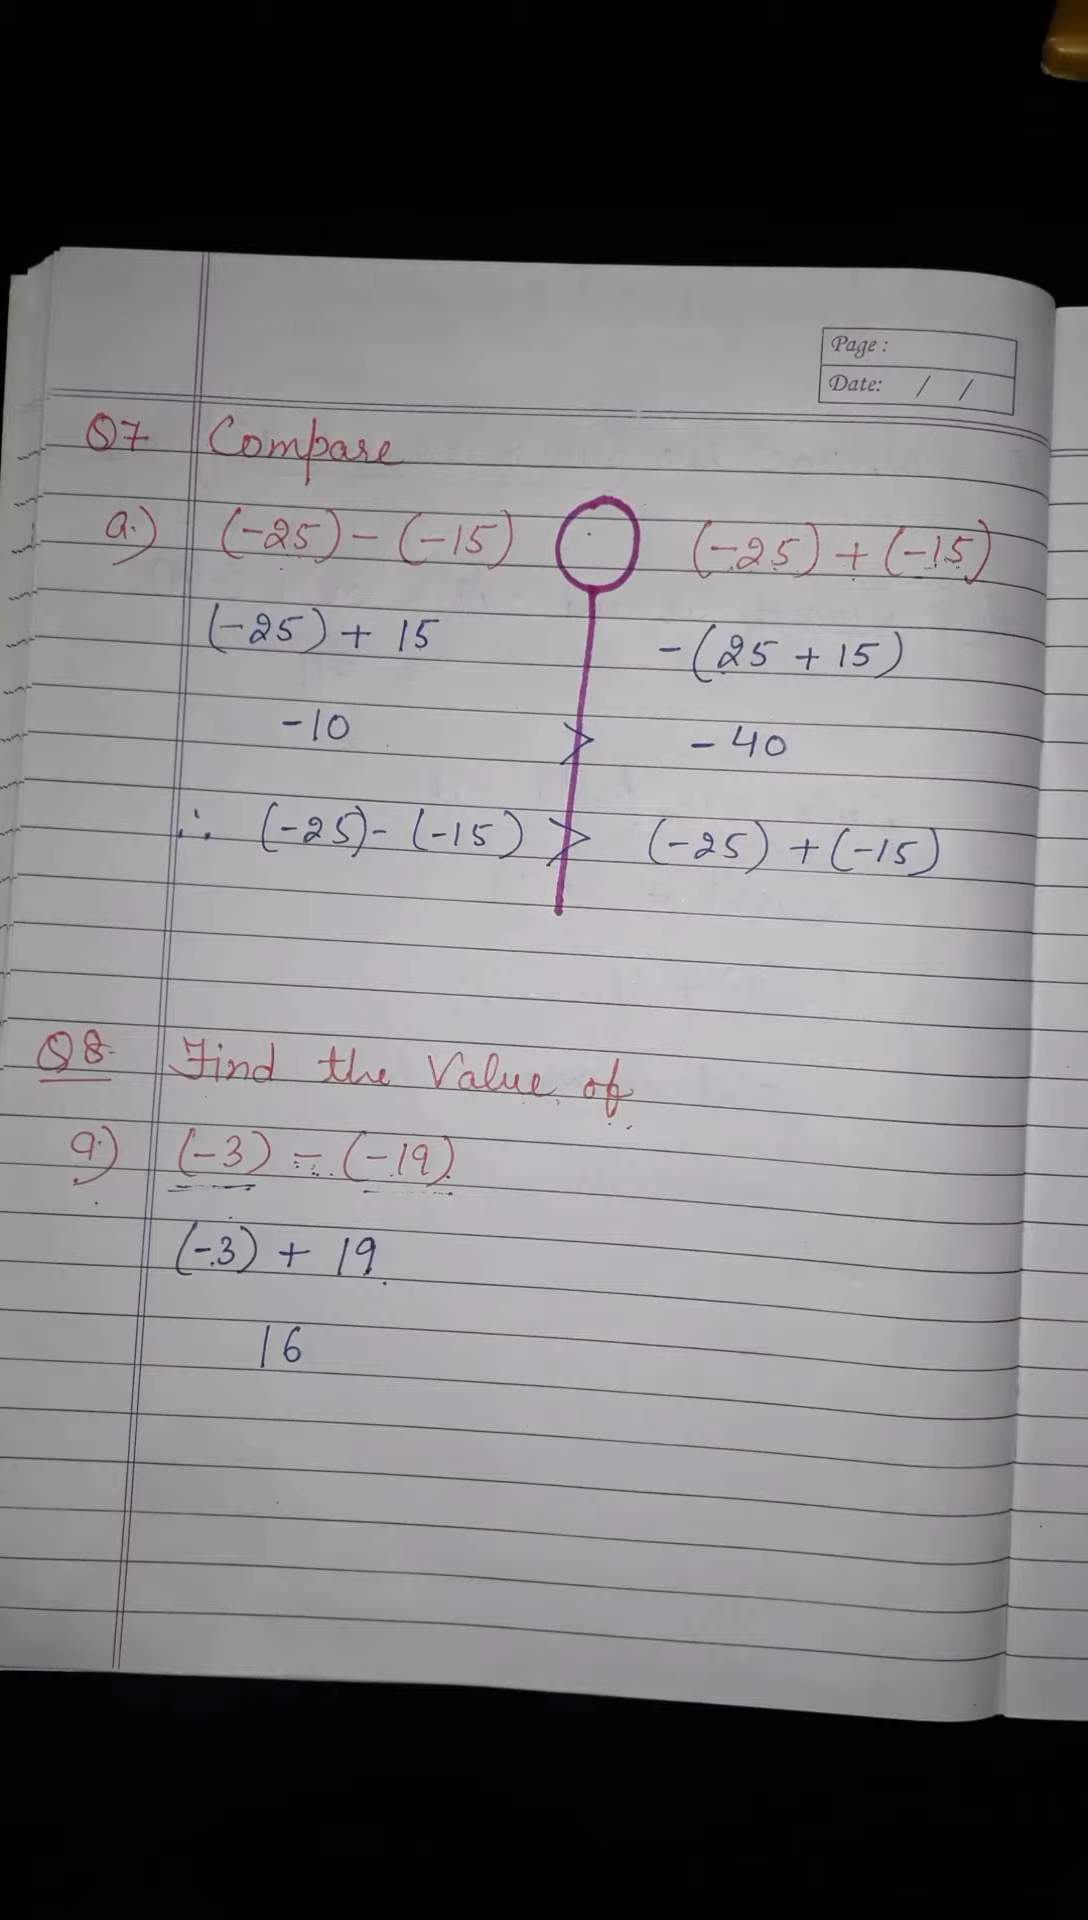 Page :
Date: / /
Q7 Compare
a.) (-25) - (-15) (-25) + (-15)
(-25) + 15 -(25 + 15)
-10 > -40
∴ (-25) - (-15) > (-25) + (-15)
Q8. Find the Value of
a.) (-3) - (-19)
(-3) + 19
16